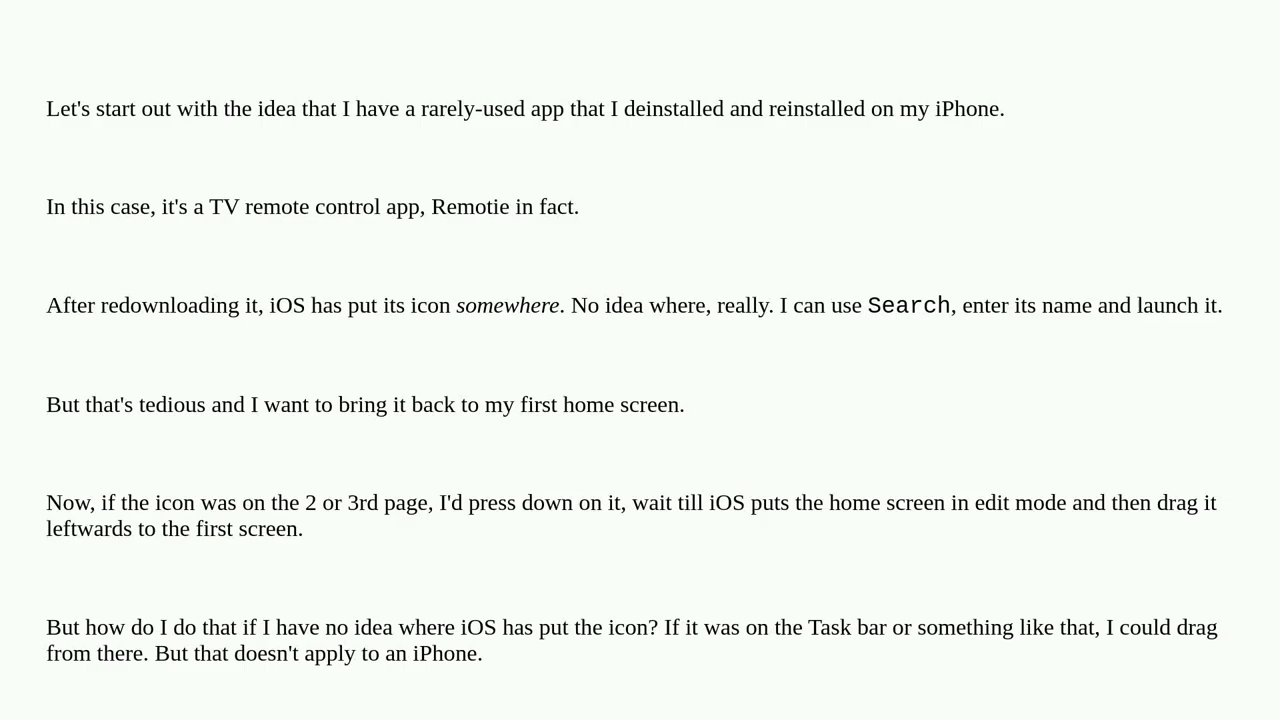 Let's start out with the idea that I have a rarely-used app that I deinstalled and reinstalled on my iPhone.
In this case, it's a TV remote control app, Remotie in fact.
After redownloading it, iOS has put its icon somewhere. No idea where, really. I can use Search, enter its name and launch it.
But that's tedious and I want to bring it back to my first home screen.
Now, if the icon was on the 2 or 3rd page, I'd press down on it, wait till iOS puts the home screen in edit mode and then drag it
leftwards to the first screen.
But how do I do that if I have no idea where iOS has put the icon? If it was on the Task bar or something like that, I could drag
from there. But that doesn't apply to an iPhone.